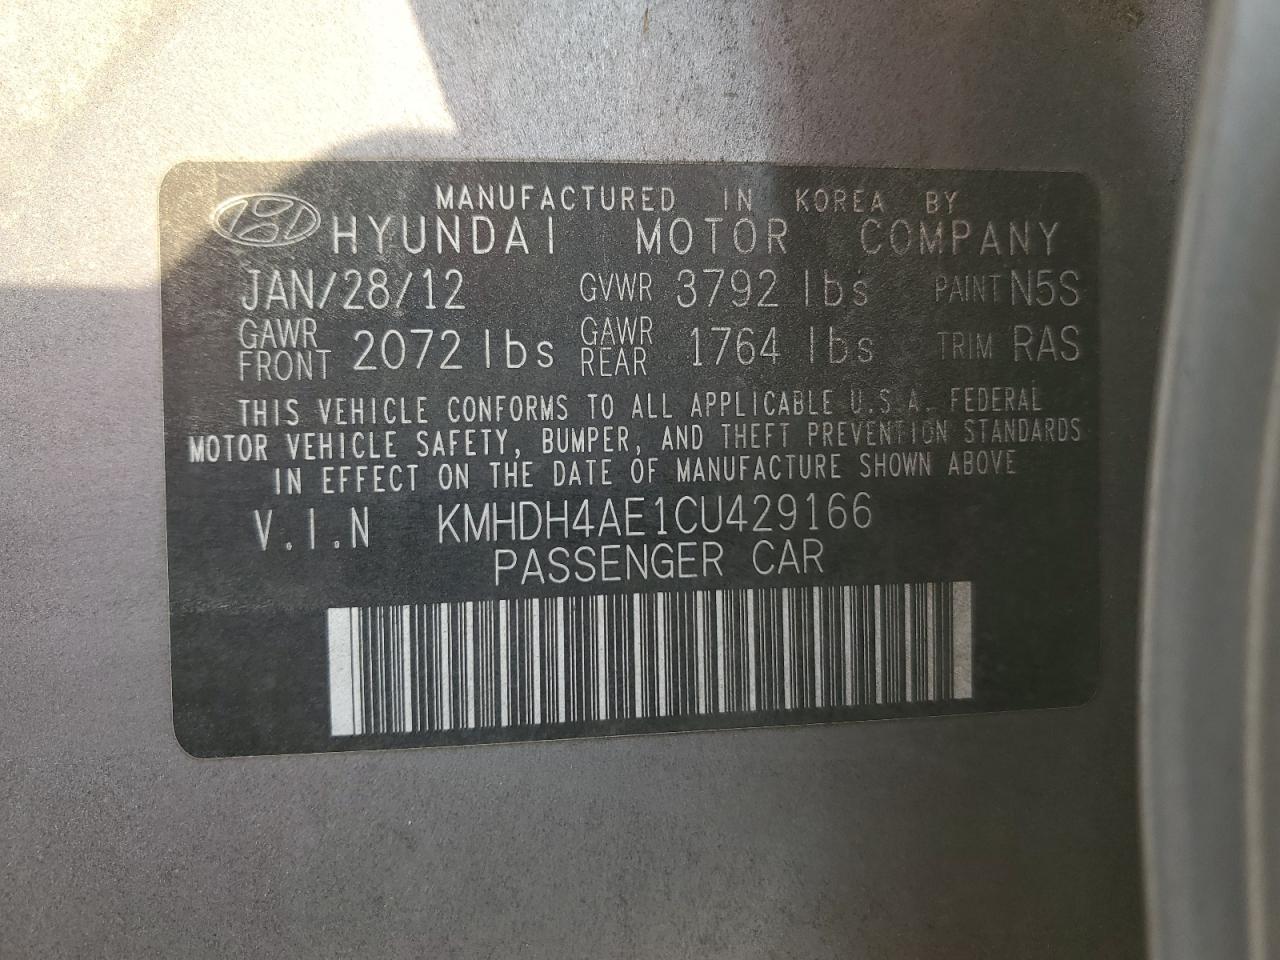 MANUFACTURED IN KOREA BY
HYUNDAI MOTOR COMPANY
JAN/28/12 GVWR 3792 lbs PAINT N5S
GAWR FRONT 2072 lbs GAWR REAR 1764 lbs TRIM RAS
THIS VEHICLE CONFORMS TO ALL APPLICABLE U.S.A. FEDERAL
MOTOR VEHICLE SAFETY, BUMPER, AND THEFT PREVENTION STANDARDS
IN EFFECT ON THE DATE OF MANUFACTURE SHOWN ABOVE
V.I.N KMHDH4AE1CU429166
PASSENGER CAR